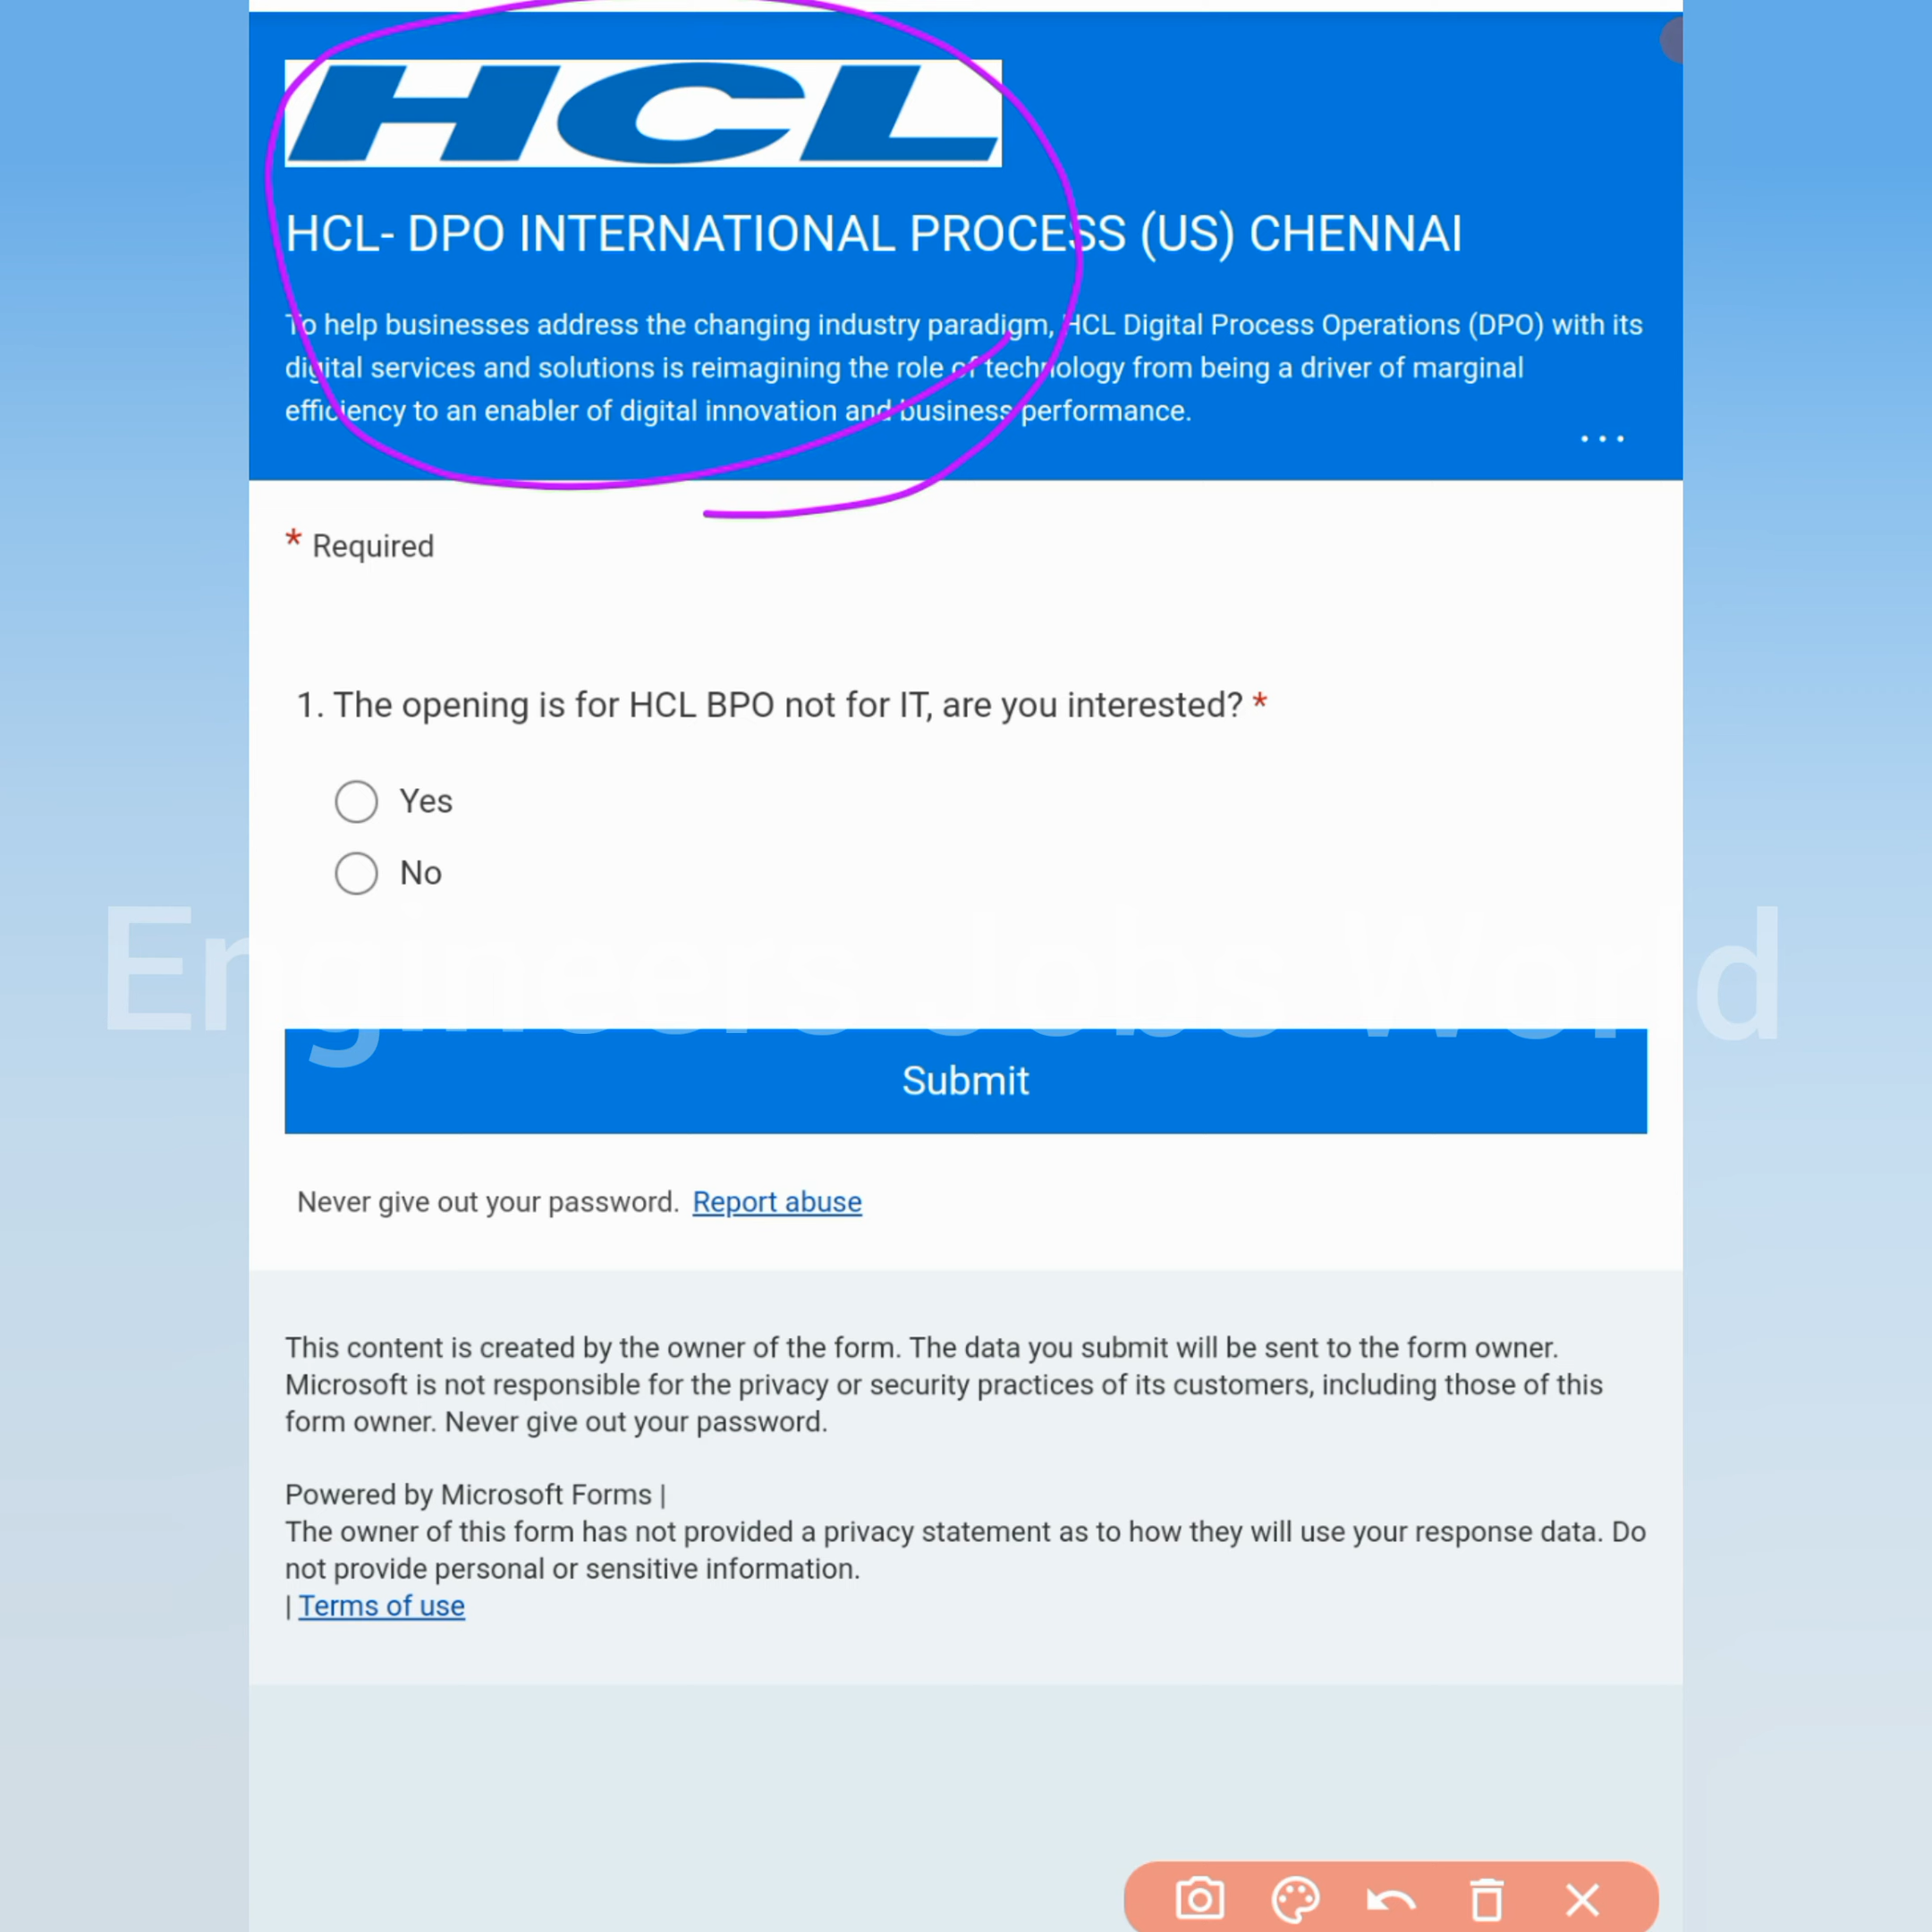 HCL
HCL- DPO INTERNATIONAL PROCESS (US) CHENNAI
To help businesses address the changing industry paradigm, HCL Digital Process Operations (DPO) with its
digital services and solutions is reimagining the role of technology from being a driver of marginal
efficiency to an enabler of digital innovation and business performance.
...
* Required
1. The opening is for HCL BPO not for IT, are you interested? *
Yes
No
Engineers Jobs World
Submit
Never give out your password. Report abuse
This content is created by the owner of the form. The data you submit will be sent to the form owner.
Microsoft is not responsible for the privacy or security practices of its customers, including those of this
form owner. Never give out your password.
Powered by Microsoft Forms |
The owner of this form has not provided a privacy statement as to how they will use your response data. Do
not provide personal or sensitive information.
| Terms of use